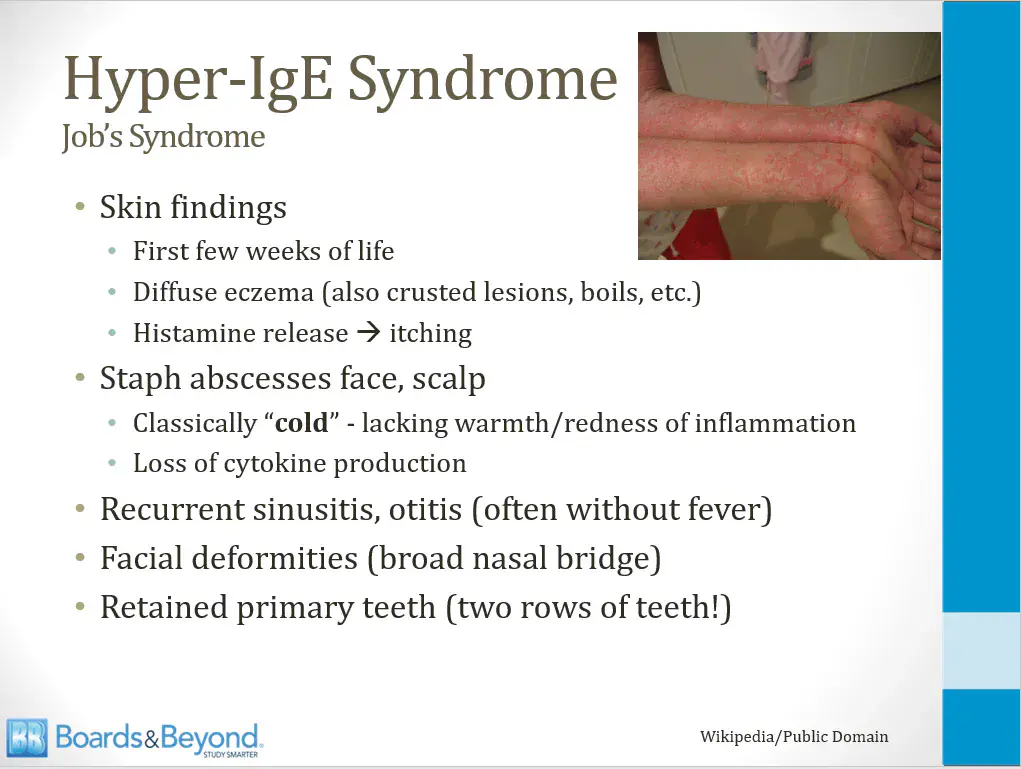 Hyper-IgE Syndrome
Job's Syndrome
• Skin findings
• First few weeks of life
• Diffuse eczema (also crusted lesions, boils, etc.)
• Histamine release → itching
• Staph abscesses face, scalp
• Classically “cold” - lacking warmth/redness of inflammation
• Loss of cytokine production
• Recurrent sinusitis, otitis (often without fever)
• Facial deformities (broad nasal bridge)
• Retained primary teeth (two rows of teeth!)
BB Boards&Beyond.
STUDY SMARTER
Wikipedia/Public Domain